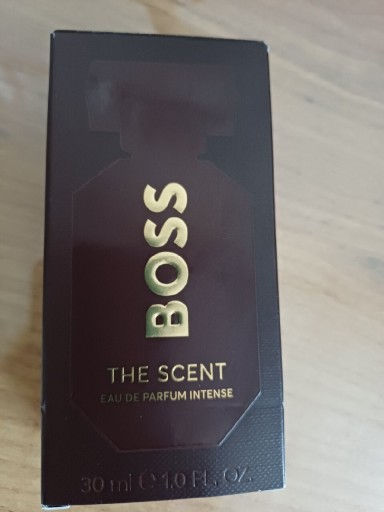 BOSS
THE SCENT
EAU DE PARFUM INTENSE
30 ml ℮ 1.0 FL. OZ.